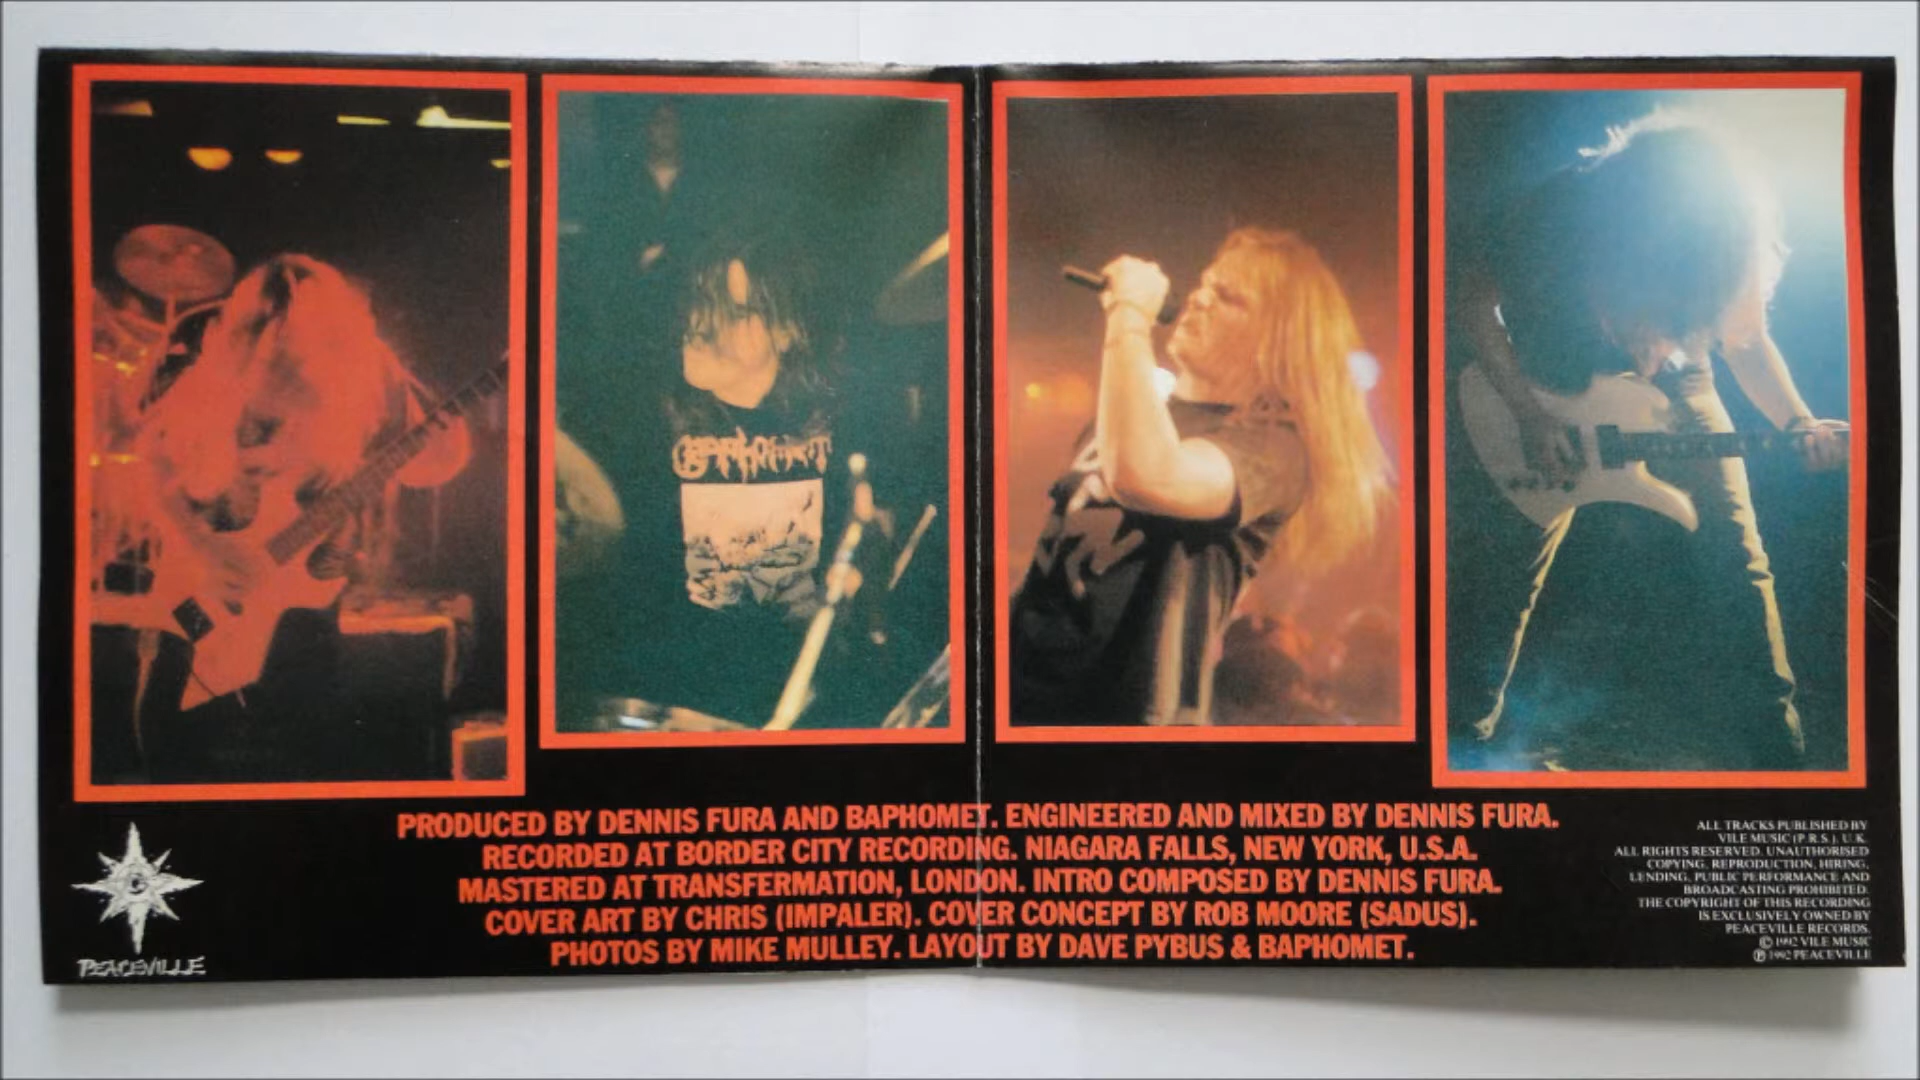 BAPHOMET
PRODUCED BY DENNIS FURA AND BAPHOMET. ENGINEERED AND MIXED BY DENNIS FURA.
RECORDED AT BORDER CITY RECORDING. NIAGARA FALLS, NEW YORK, U.S.A.
MASTERED AT TRANSFERMATION, LONDON. INTRO COMPOSED BY DENNIS FURA.
COVER ART BY CHRIS (IMPALER). COVER CONCEPT BY ROB MOORE (SADUS).
PHOTOS BY MIKE MULLEY. LAYOUT BY DAVE PYBUS & BAPHOMET.
PEACEVILLE
ALL TRACKS PUBLISHED BY
VILE MUSIC (P.R.S.). U.K.
ALL RIGHTS RESERVED. UNAUTHORISED
COPYING, REPRODUCTION, HIRING,
LENDING, PUBLIC PERFORMANCE AND
BROADCASTING PROHIBITED.
THE COPYRIGHT OF THIS RECORDING
IS EXCLUSIVELY OWNED BY
PEACEVILLE RECORDS.
© 1992 VILE MUSIC
℗ 1992 PEACEVILLE